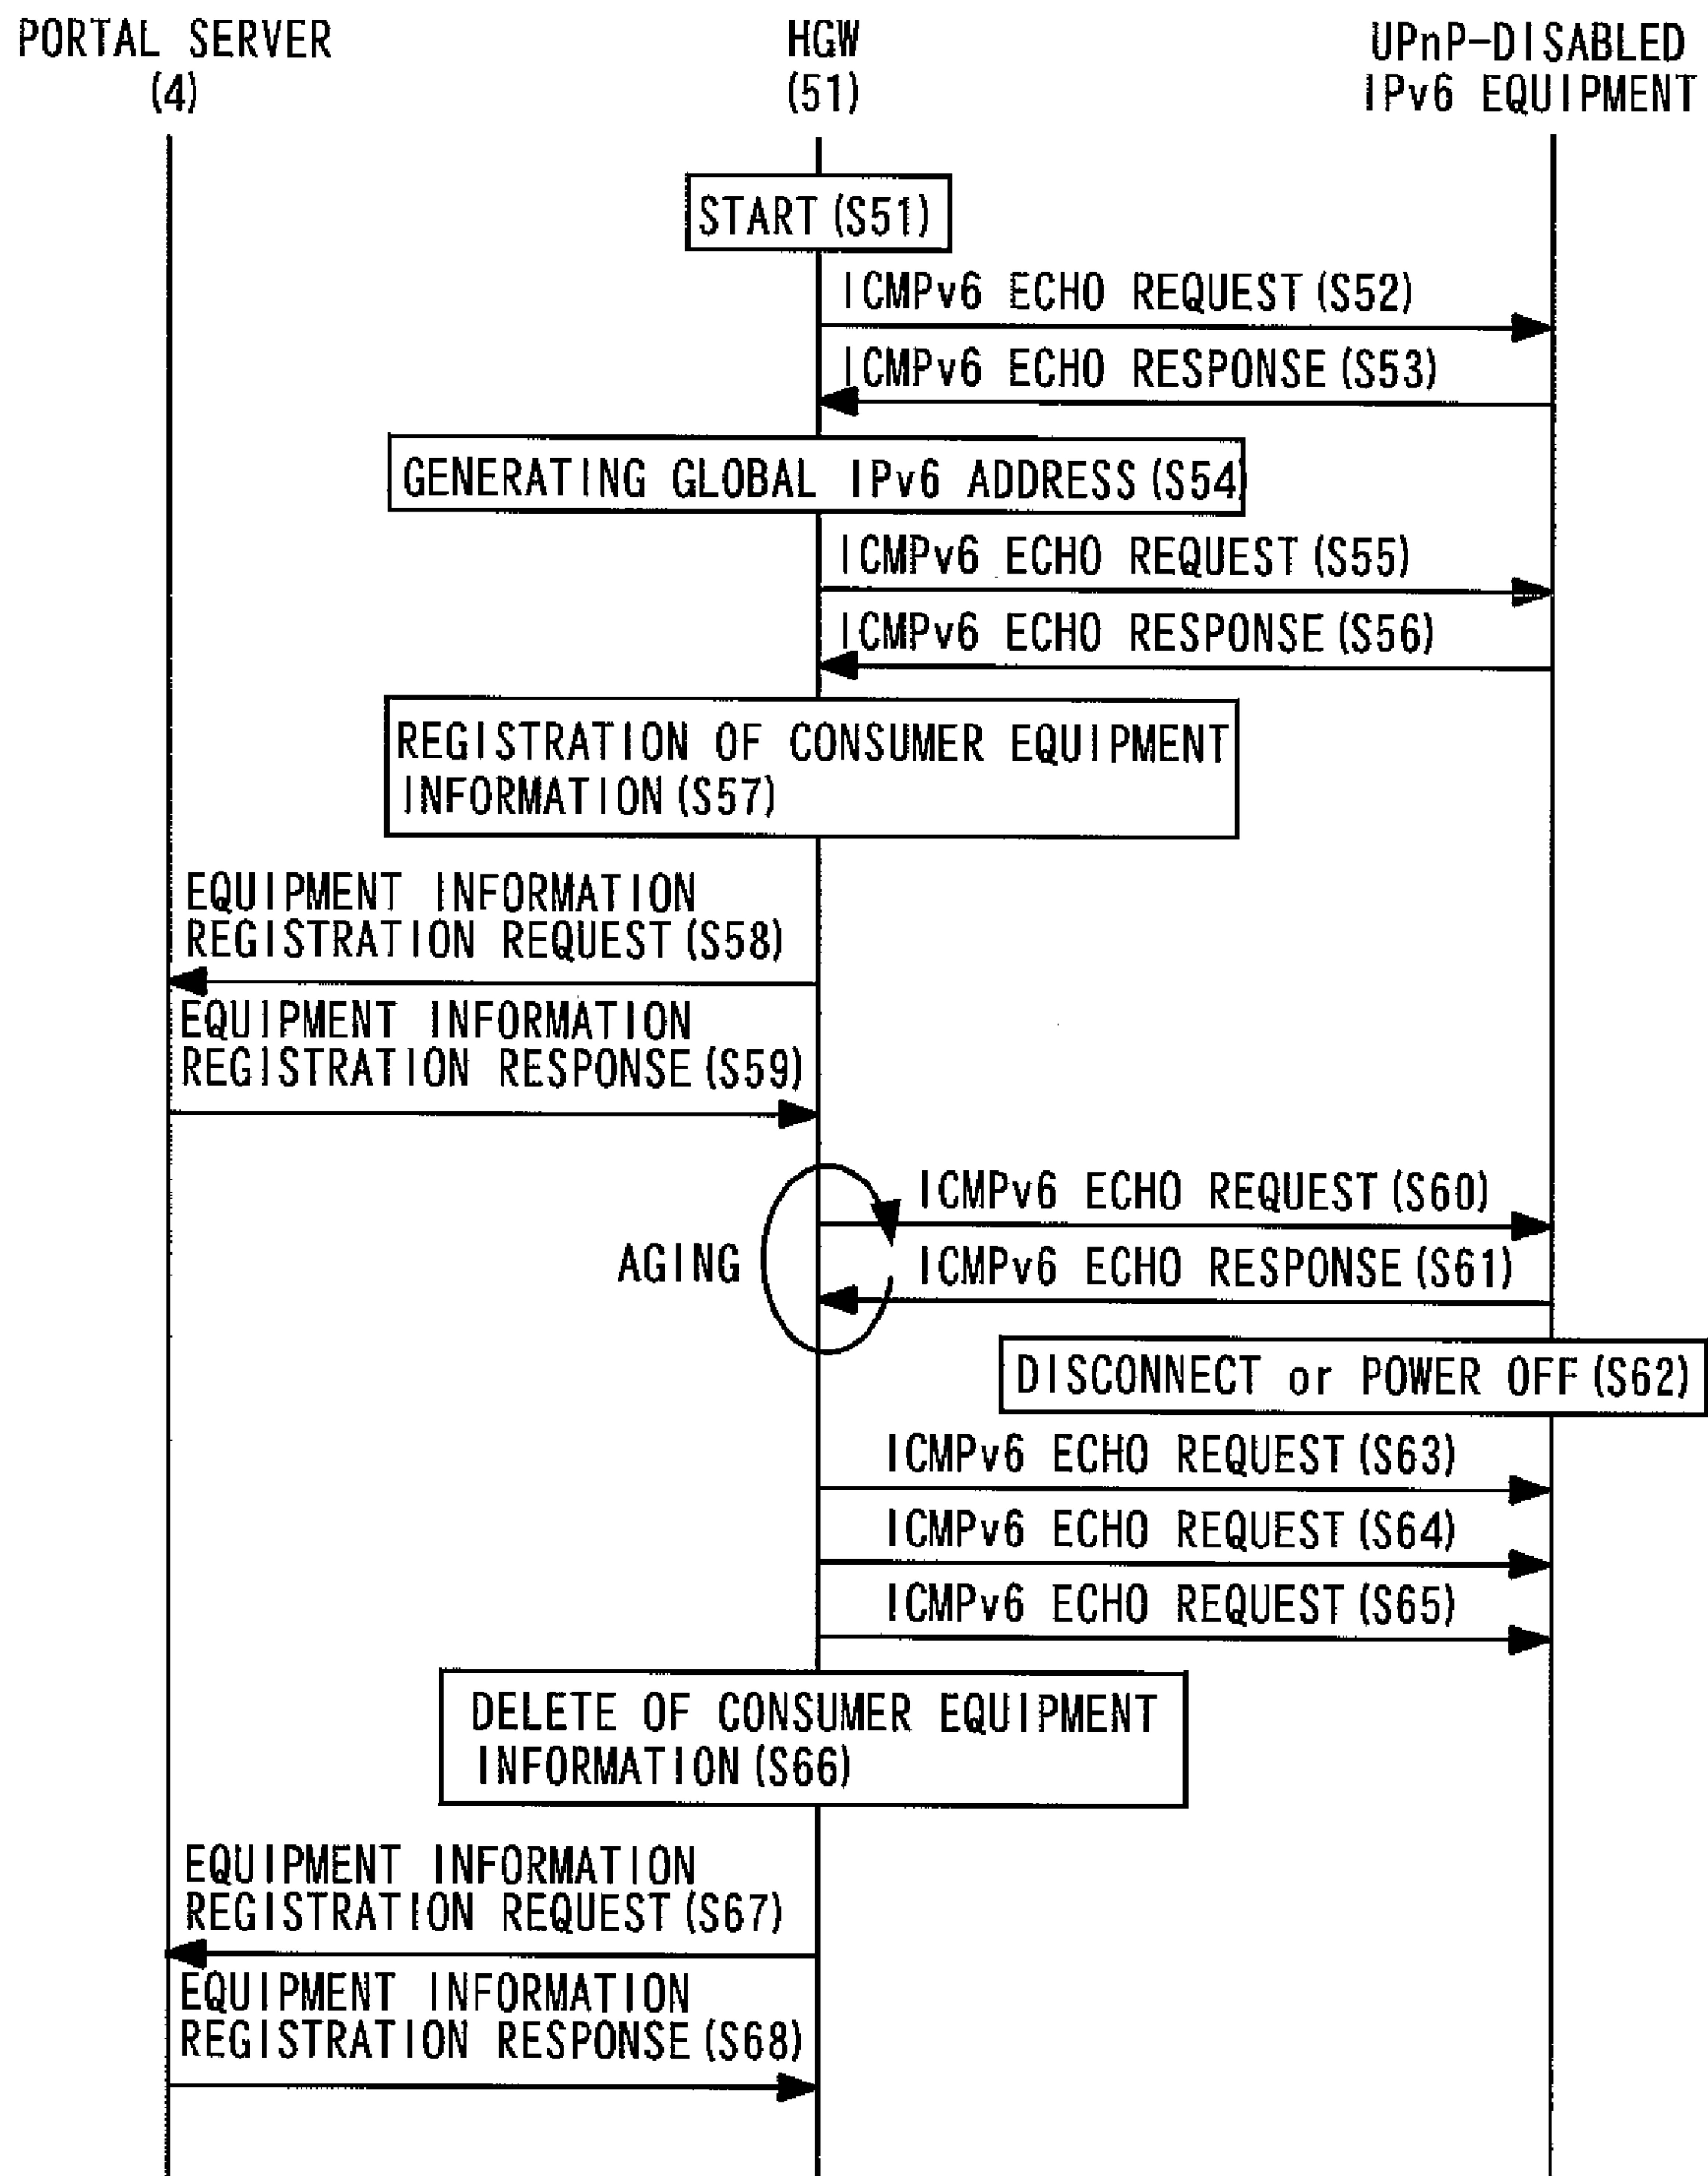 PORTAL SERVER
(4)
HGW
(51)
UPnP-DISABLED
IPv6 EQUIPMENT
START(S51)
ICMPv6 ECHO REQUEST(S52)
ICMPv6 ECHO RESPONSE(S53)
GENERATING GLOBAL IPv6 ADDRESS(S54)
ICMPv6 ECHO REQUEST(S55)
ICMPv6 ECHO RESPONSE(S56)
REGISTRATION OF CONSUMER EQUIPMENT
INFORMATION(S57)
EQUIPMENT INFORMATION
REGISTRATION REQUEST(S58)
EQUIPMENT INFORMATION
REGISTRATION RESPONSE(S59)
ICMPv6 ECHO REQUEST(S60)
AGING
ICMPv6 ECHO RESPONSE(S61)
DISCONNECT or POWER OFF(S62)
ICMPv6 ECHO REQUEST(S63)
ICMPv6 ECHO REQUEST(S64)
ICMPv6 ECHO REQUEST(S65)
DELETE OF CONSUMER EQUIPMENT
INFORMATION(S66)
EQUIPMENT INFORMATION
REGISTRATION REQUEST(S67)
EQUIPMENT INFORMATION
REGISTRATION RESPONSE(S68)